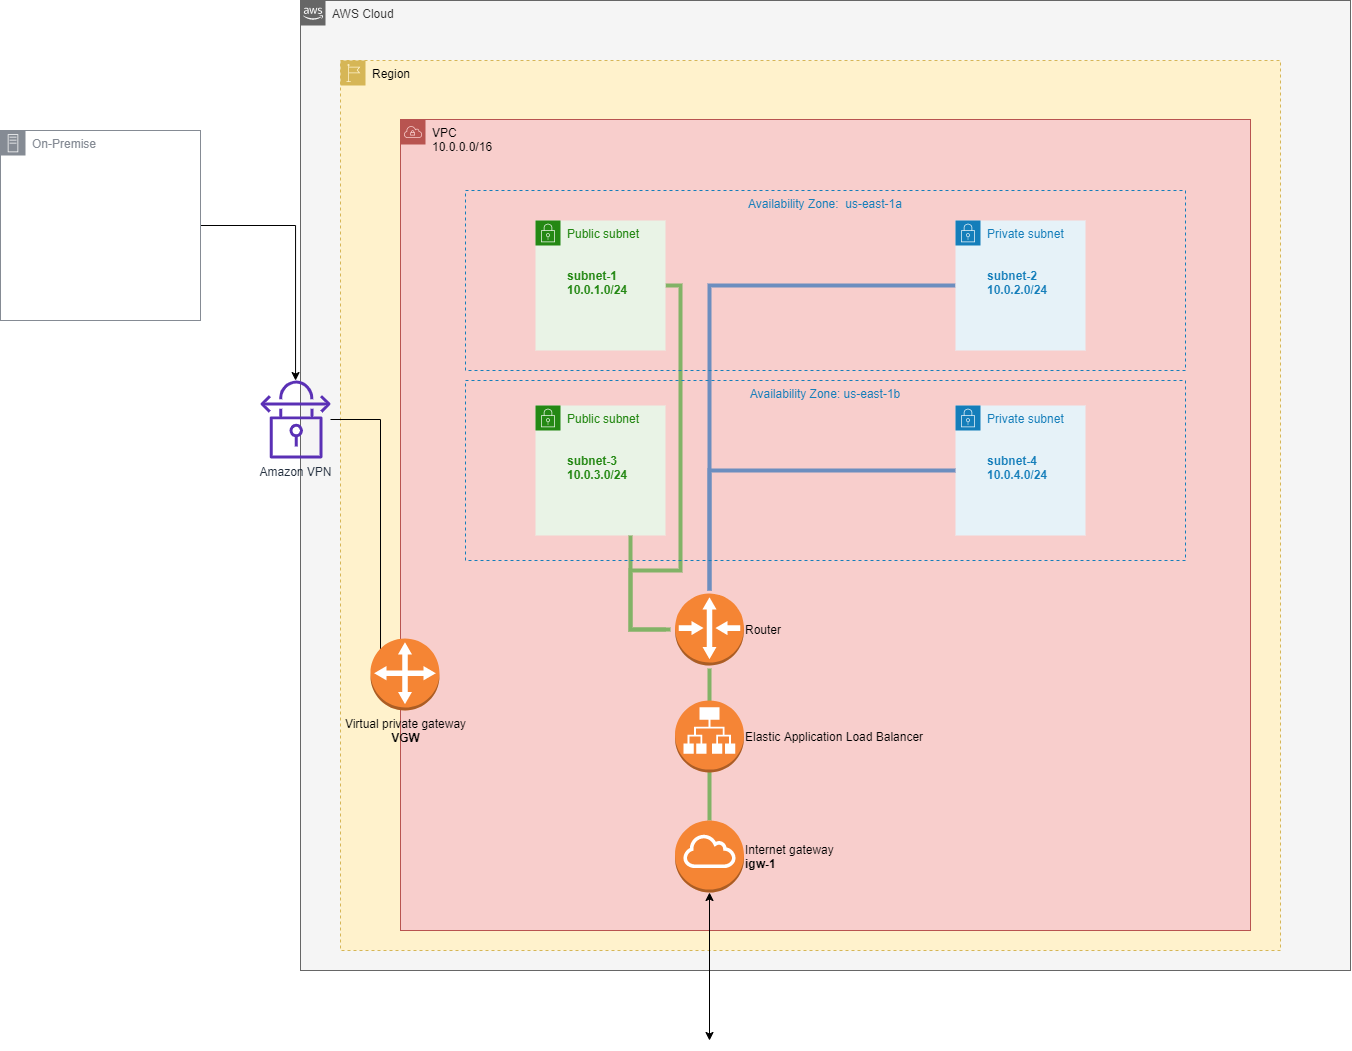 aws
AWS Cloud
Region
On-Premise
VPC
10.0.0.0/16
Availability Zone:  us-east-1a
Public subnet
subnet-1
10.0.1.0/24
Private subnet
subnet-2
10.0.2.0/24
Availability Zone: us-east-1b
Public subnet
subnet-3
10.0.3.0/24
Private subnet
subnet-4
10.0.4.0/24
Amazon VPN
Router
Virtual private gateway
VGW
Elastic Application Load Balancer
Internet gateway
igw-1